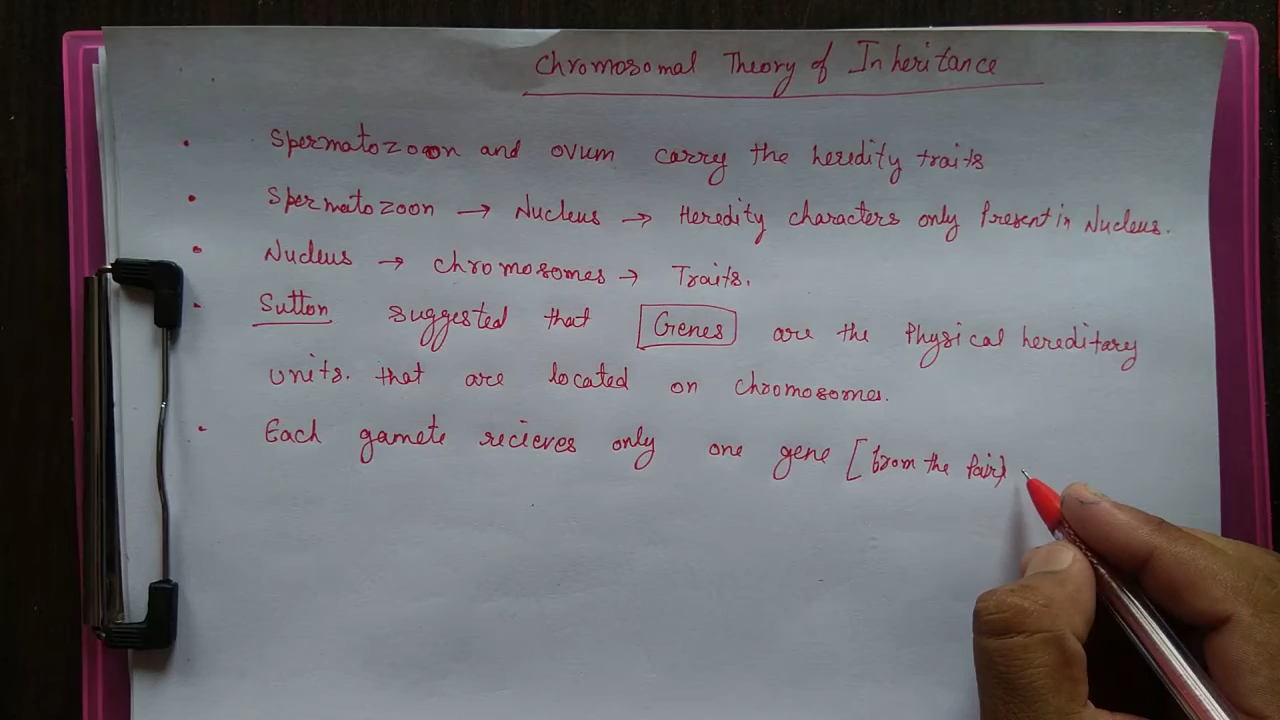 Chromosomal Theory of Inheritance
• Spermatozoon and ovum carry the heredity traits
• Spermatozoon → Nucleus → Heredity characters only Present in Nucleus.
• Nucleus → chromosomes → Traits.
• Sutton suggested that Genes are the Physical hereditary
units. that are located on chromosomes.
• Each gamete recieves only one gene [from the Pair]